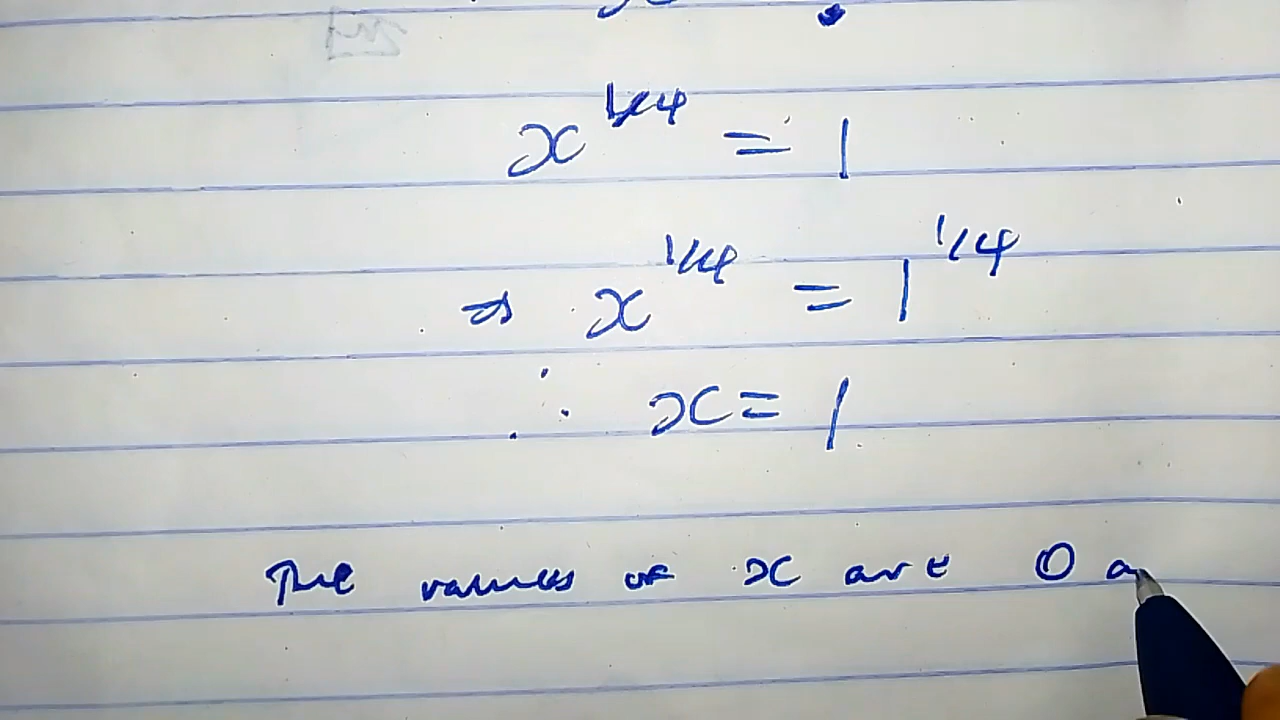 x^1/4 = 1
⇒ x^1/4 = 1^1/4
∴ x = 1
The values of x are 0 a